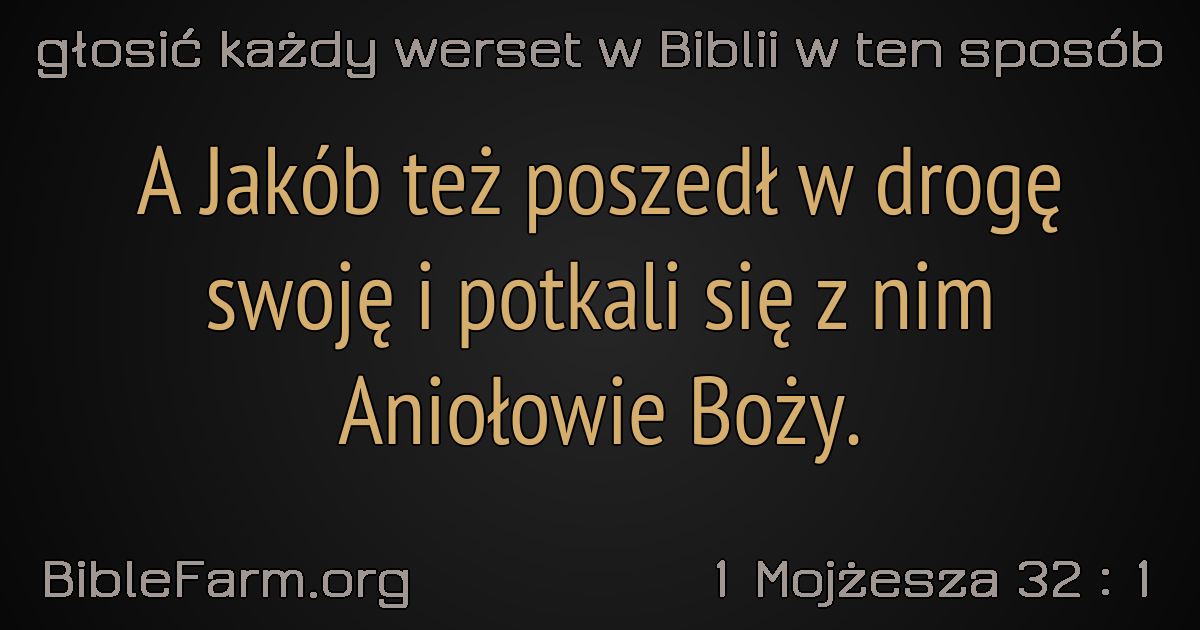 głosić każdy werset w Biblii w ten sposób
A Jakób też poszedł w drogę
swoję i potkali się z nim
Aniołowie Boży.
BibleFarm.org
1 Mojżesza 32 : 1